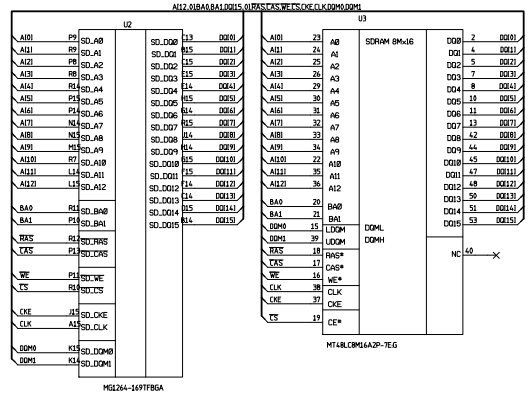 A[12..0],BA0,BA1,DQ[15..0],RAS,CAS,WE,CS,CKE,CLK,DQM0,DQM1
U2
A[0] P9 SD_A0 SD_DQ0 C13 DQ[0]
A[1] R9 SD_A1 SD_DQ1 B15 DQ[1]
A[2] P8 SD_A2 SD_DQ2 DQ[2]
A[3] R8 SD_A3 SD_DQ3 E15 DQ[3]
A[4] R14 SD_A4 SD_DQ4 E14 DQ[4]
A[5] P15 SD_A5 SD_DQ5 DQ[5]
A[6] P14 SD_A6 SD_DQ6 G15 DQ[6]
A[7] N14 SD_A7 SD_DQ7 R15 DQ[7]
A[8] N15 SD_A8 SD_DQ8 J14 DQ[8]
A[9] M15 SD_A9 SD_DQ9 H14 DQ[9]
A[10] R7 SD_A10 SD_DQ10 G15 DQ[10]
A[11] L14 SD_A11 SD_DQ11 F15 DQ[11]
A[12] L15 SD_A12 SD_DQ12 F14 DQ[12]
SD_DQ13 C14 DQ[13]
BA0 R11 SD_BA0 SD_DQ14 D15 DQ[14]
BA1 P10 SD_BA1 SD_DQ15 B14 DQ[15]
RAS R12 SD_RAS
CAS P13 SD_CAS
WE P11 SD_WE
CS R10 SD_CS
CKE J15 SD_CKE
CLK A15 SD_CLK
DQM0 K15 SD_DQM0
DQM1 K14 SD_DQM1
MG1264-169TFBGA
U3
SDRAM 8Mx16
A[0] 23 A0 DQ0 2 DQ[0]
A[1] 24 A1 DQ1 4 DQ[1]
A[2] 25 A2 DQ2 5 DQ[2]
A[3] 26 A3 DQ3 7 DQ[3]
A[4] 29 A4 DQ4 8 DQ[4]
A[5] 30 A5 DQ5 10 DQ[5]
A[6] 31 A6 DQ6 11 DQ[6]
A[7] 32 A7 DQ7 13 DQ[7]
A[8] 33 A8 DQ8 42 DQ[8]
A[9] 34 A9 DQ9 44 DQ[9]
A[10] 22 A10 DQ10 45 DQ[10]
A[11] 35 A11 DQ11 47 DQ[11]
A[12] 36 A12 DQ12 48 DQ[12]
DQ13 50 DQ[13]
BA0 20 BA0 DQ14 51 DQ[14]
BA1 21 BA1 DQ15 53 DQ[15]
DQM0 15 LDQM DQML
DQM1 39 UDQM DQMH
RAS 18 RAS* NC 40
CAS 17 CAS*
WE 16 WE*
CLK 38 CLK
CKE 37 CKE
CS 19 CE*
MT48LC8M16A2P-7E:G